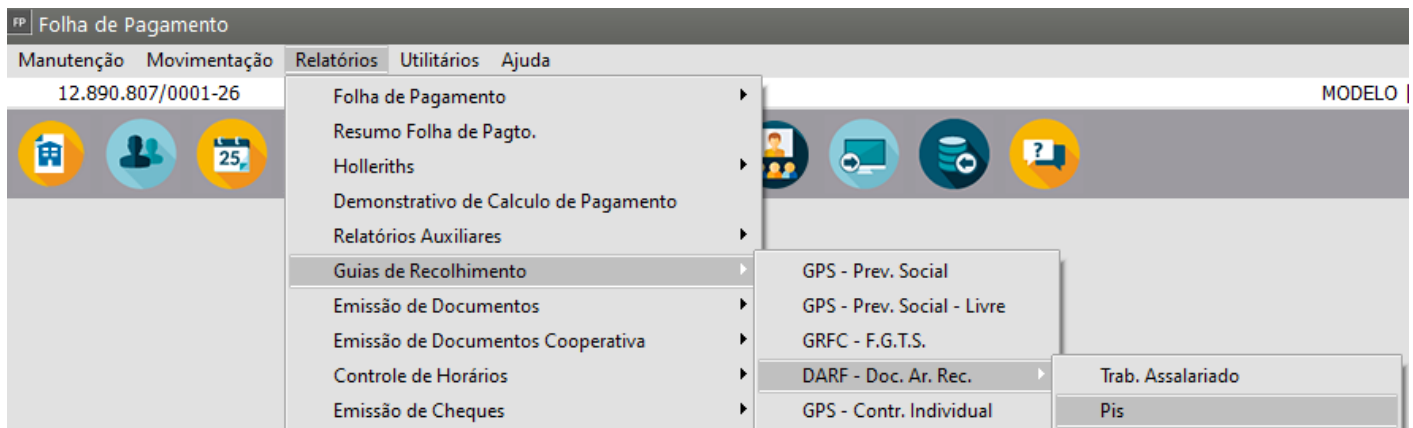 FP Folha de Pagamento
Manutenção Movimentação Relatórios Utilitários Ajuda
12.890.807/0001-26 MODELO |
25
?
Folha de Pagamento
Resumo Folha de Pagto.
Holleriths
Demonstrativo de Calculo de Pagamento
Relatórios Auxiliares
Guias de Recolhimento
Emissão de Documentos
Emissão de Documentos Cooperativa
Controle de Horários
Emissão de Cheques
GPS - Prev. Social
GPS - Prev. Social - Livre
GRFC - F.G.T.S.
DARF - Doc. Ar. Rec.
GPS - Contr. Individual
Trab. Assalariado
Pis